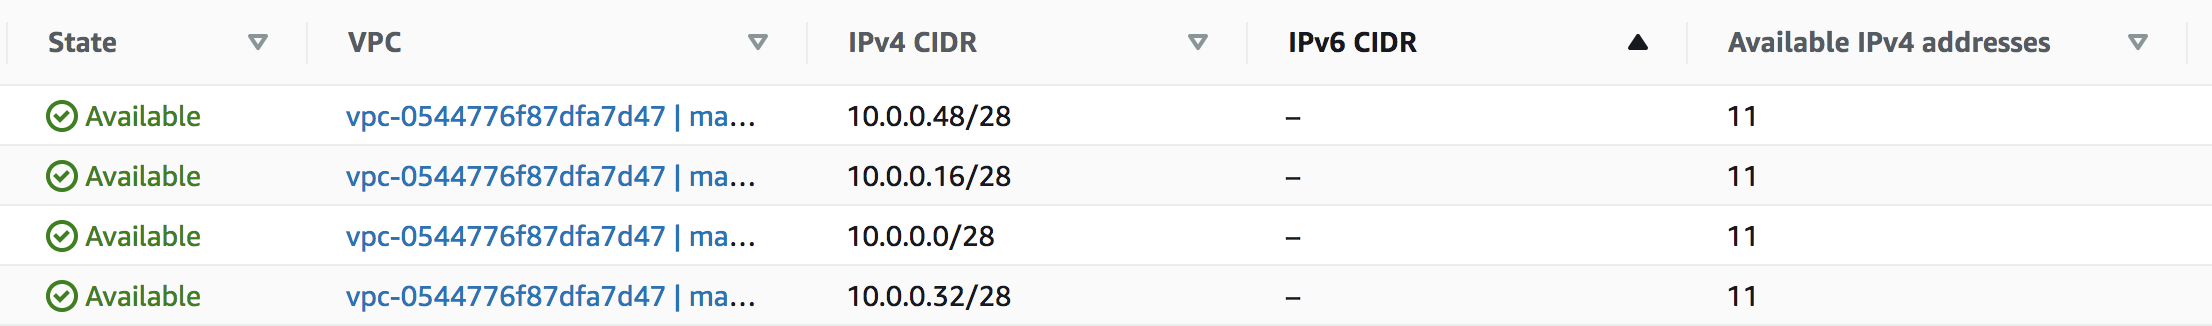 State VPC IPv4 CIDR IPv6 CIDR Available IPv4 addresses
Available vpc-0544776f87dfa7d47 | ma... 10.0.0.48/28 – 11
Available vpc-0544776f87dfa7d47 | ma... 10.0.0.16/28 – 11
Available vpc-0544776f87dfa7d47 | ma... 10.0.0.0/28 – 11
Available vpc-0544776f87dfa7d47 | ma... 10.0.0.32/28 – 11